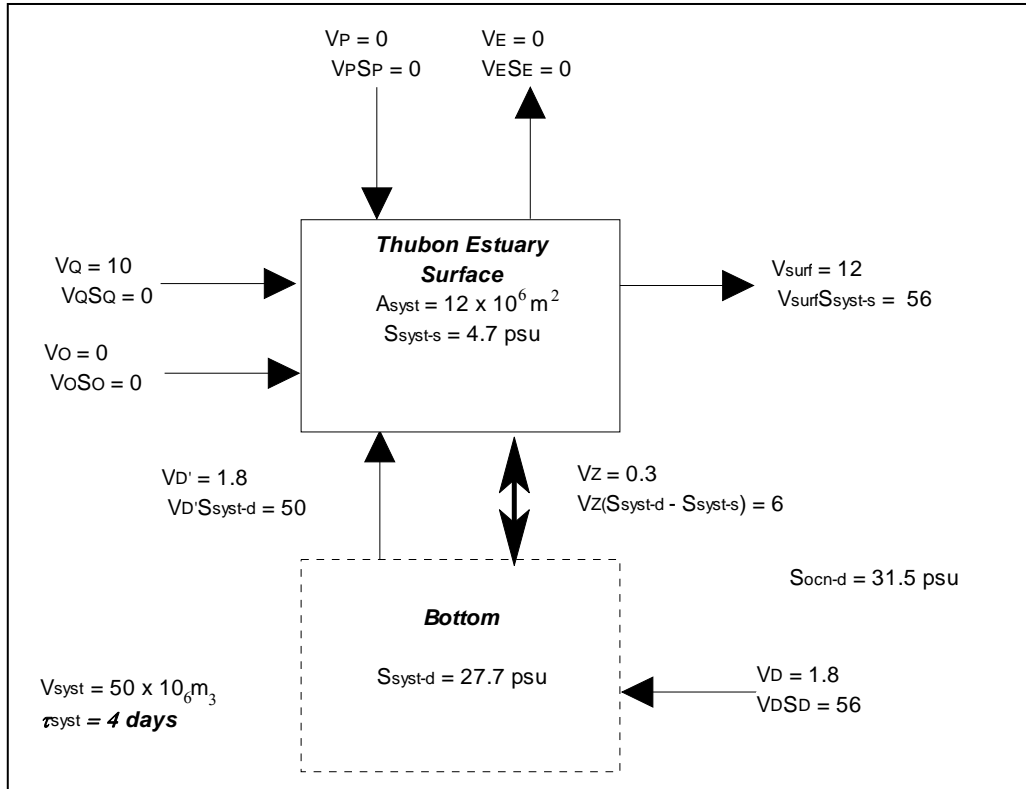 VP = 0
VPSP = 0
VE = 0
VESE = 0
Thubon Estuary
Surface
Asyst = 12 x 10⁶ m²
Ssyst-s = 4.7 psu
VQ = 10
VQSQ = 0
VO = 0
VOSO = 0
Vsurf = 12
VsurfSsyst-s = 56
VD' = 1.8
VD'Ssyst-d = 50
VZ = 0.3
VZ(Ssyst-d - Ssyst-s) = 6
Socn-d = 31.5 psu
Bottom
Ssyst-d = 27.7 psu
Vsyst = 50 x 10₆m₃
τsyst = 4 days
VD = 1.8
VDSD = 56